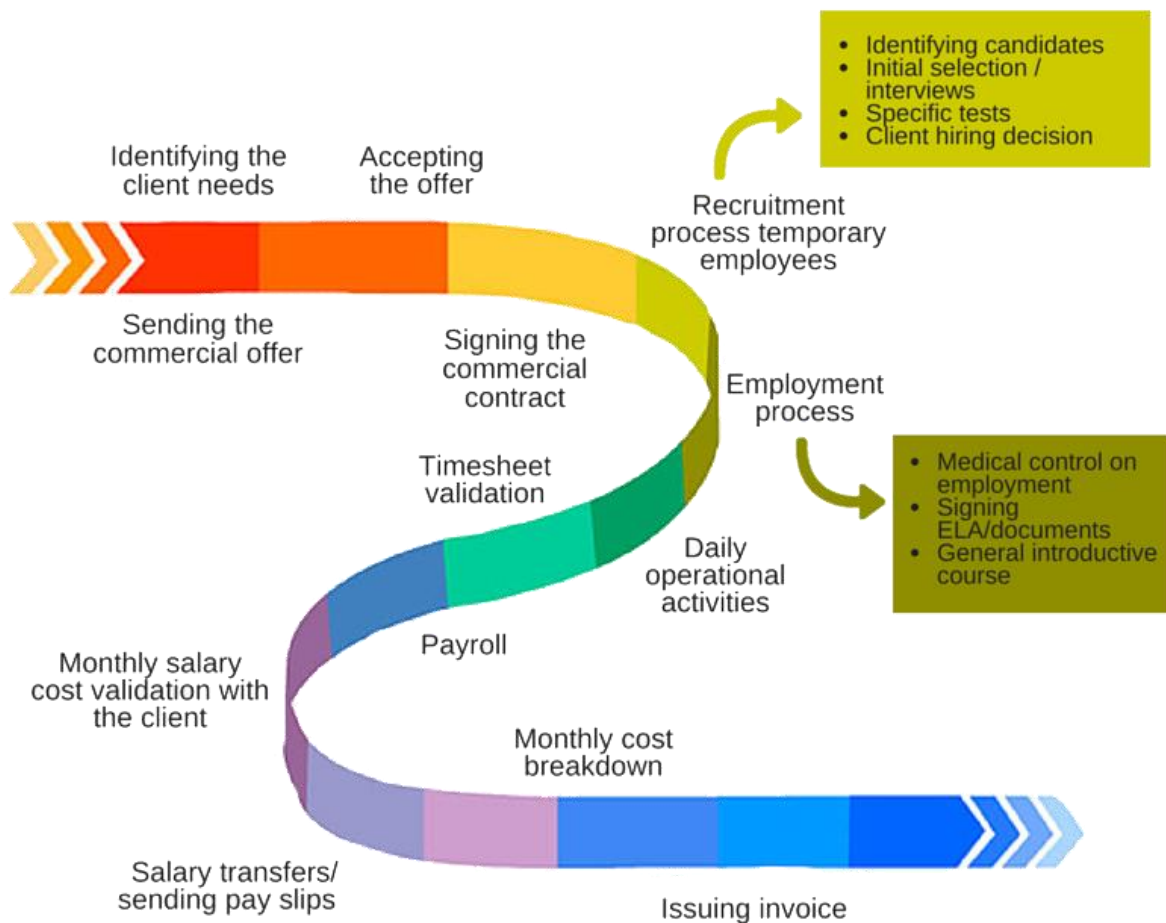 Identifying the
client needs
Sending the
commercial offer
Accepting
the offer
Signing the
commercial
contract
Recruitment
process temporary
employees
• Identifying candidates
• Initial selection /
interviews
• Specific tests
• Client hiring decision
Employment
process
• Medical control on
employment
• Signing
ELA/documents
• General introductive
course
Daily
operational
activities
Timesheet
validation
Payroll
Monthly salary
cost validation with
the client
Salary transfers/
sending pay slips
Monthly cost
breakdown
Issuing invoice